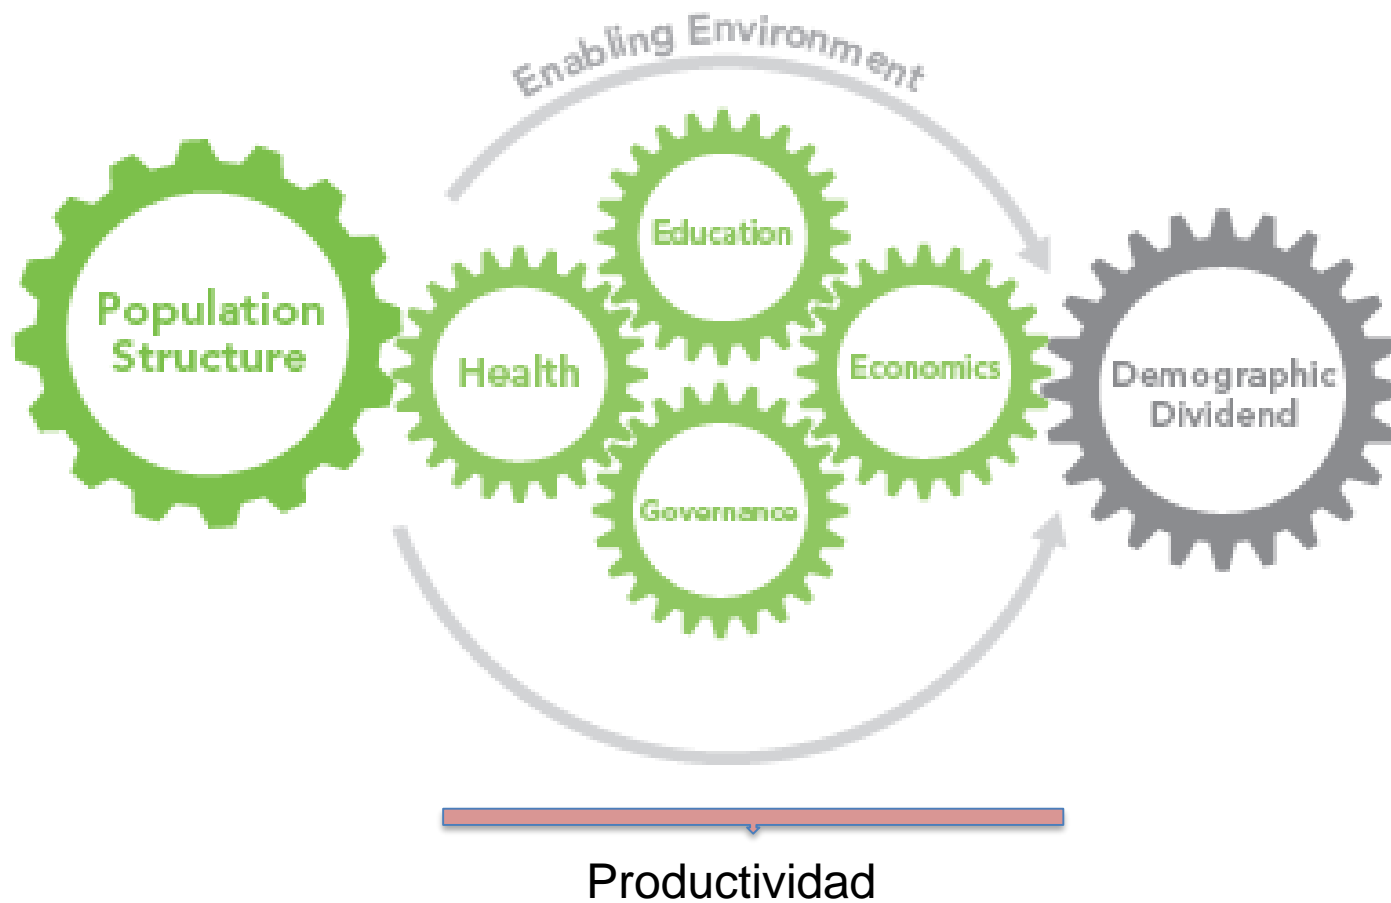 Enabling Environment
Population
Structure
Health
Education
Governance
Economics
Demographic
Dividend
Productividad